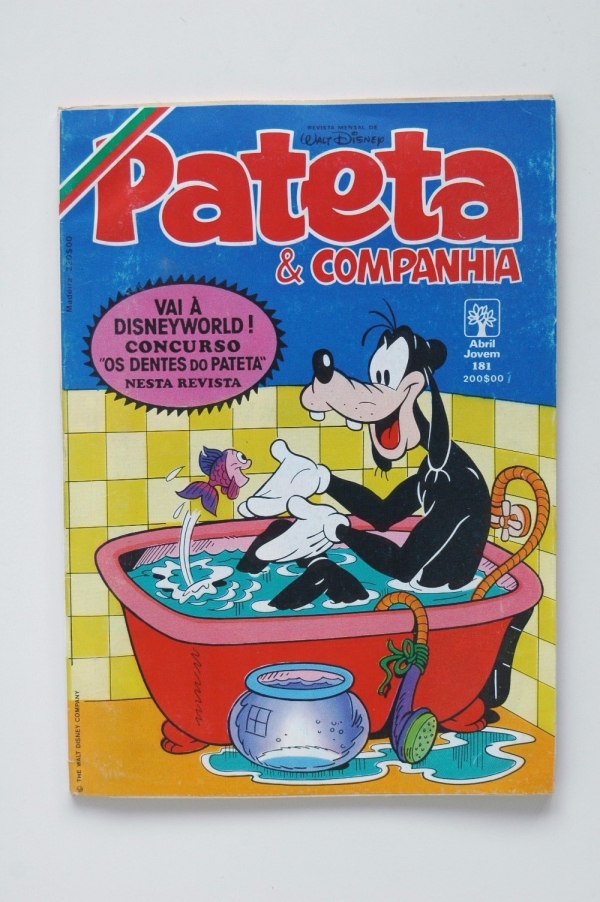 REVISTA MENSAL DE
WALT DISNEY
Pateta
& COMPANHIA
VAI À
DISNEYWORLD!
CONCURSO
"OS DENTES DO PATETA"
NESTA REVISTA
Abril
Jovem
181
200$00
Madeira
© THE WALT DISNEY COMPANY